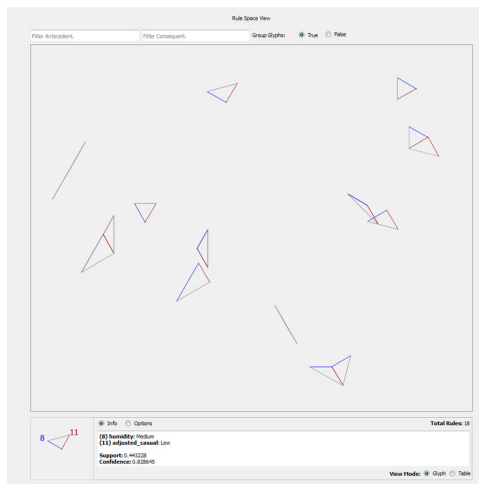 Rule Space View
Filter Antecedent. Filter Consequent. Group Glyphs: True False
Info Options Total Rules: 18
8 11
(8) humidity: Medium
(11) adjusted_casual: Low
Support: 0.443228
Confidence: 0.828645
View Mode: Glyph Table